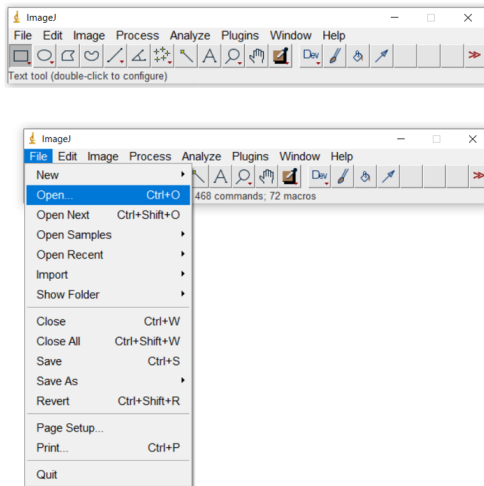 ImageJ
File Edit Image Process Analyze Plugins Window Help
A Dev
Text tool (double-click to configure)
ImageJ
File Edit Image Process Analyze Plugins Window Help
A Dev
468 commands; 72 macros
New
Open... Ctrl+O
Open Next Ctrl+Shift+O
Open Samples
Open Recent
Import
Show Folder
Close Ctrl+W
Close All Ctrl+Shift+W
Save Ctrl+S
Save As
Revert Ctrl+Shift+R
Page Setup...
Print... Ctrl+P
Quit